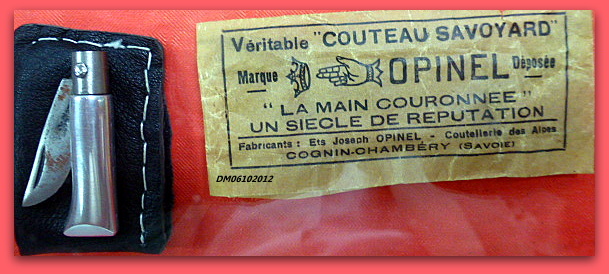 Véritable "COUTEAU SAVOYARD"
Marque OPINEL Déposée
"LA MAIN COURONNEE"
UN SIECLE DE REPUTATION
Fabricants : Ets Joseph OPINEL - Coutellerie des Alpes
COGNIN-CHAMBÉRY (SAVOIE)
DM06102012